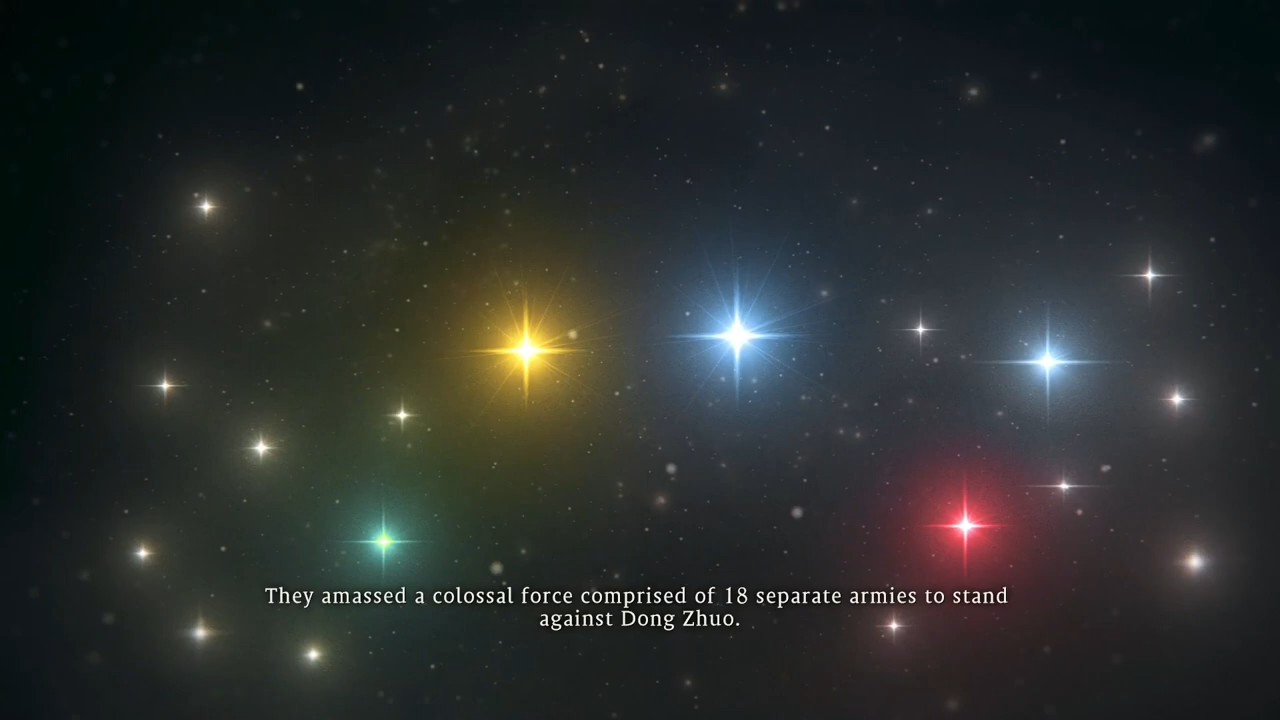 They amassed a colossal force comprised of 18 separate armies to stand
against Dong Zhuo.